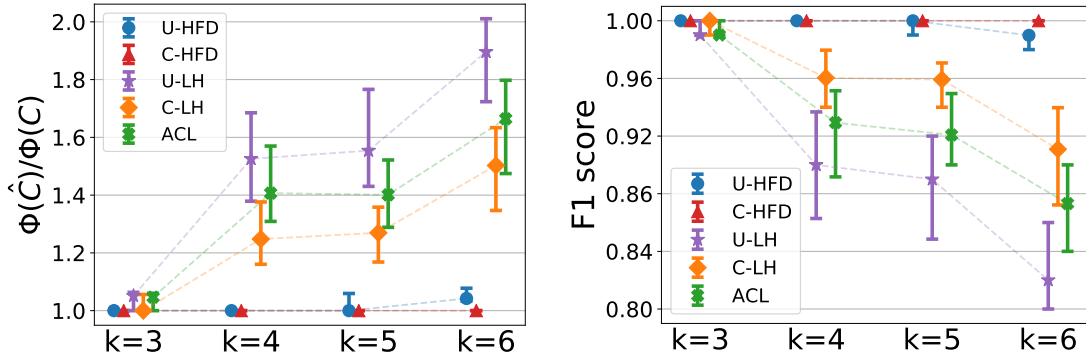 2.0
1.8
1.6
1.4
1.2
1.0
Φ(Ĉ)/Φ(C)
U-HFD
C-HFD
U-LH
C-LH
ACL
k=3 k=4 k=5 k=6
1.00
0.96
0.92
0.86
0.84
0.80
F1 score
U-HFD
C-HFD
U-LH
C-LH
ACL
k=3 k=4 k=5 k=6